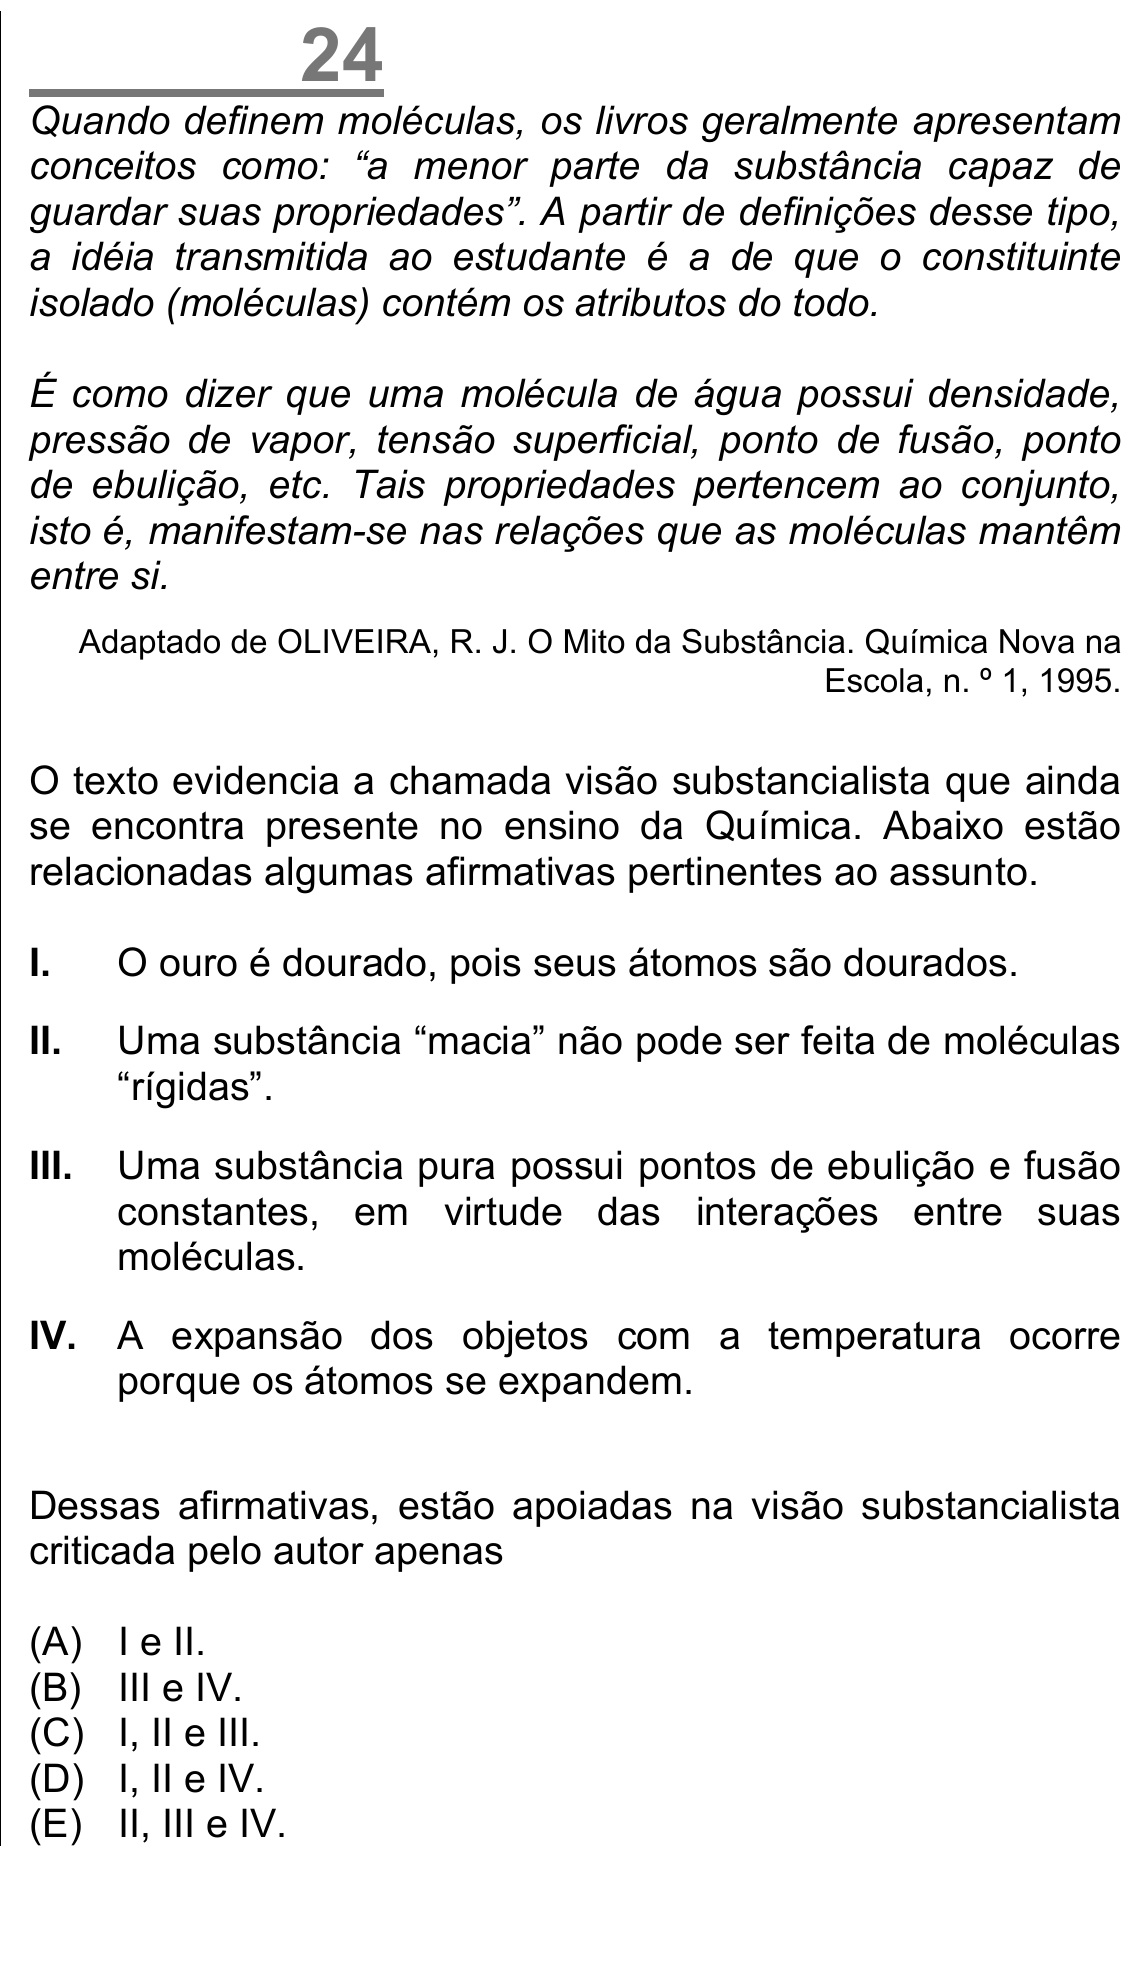 24
Quando definem moléculas, os livros geralmente apresentam
conceitos como: “a menor parte da substância capaz de
guardar suas propriedades”. A partir de definições desse tipo,
a idéia transmitida ao estudante é a de que o constituinte
isolado (moléculas) contém os atributos do todo.
É como dizer que uma molécula de água possui densidade,
pressão de vapor, tensão superficial, ponto de fusão, ponto
de ebulição, etc. Tais propriedades pertencem ao conjunto,
isto é, manifestam-se nas relações que as moléculas mantêm
entre si.
Adaptado de OLIVEIRA, R. J. O Mito da Substância. Química Nova na
Escola, n. º 1, 1995.
O texto evidencia a chamada visão substancialista que ainda
se encontra presente no ensino da Química. Abaixo estão
relacionadas algumas afirmativas pertinentes ao assunto.
I. O ouro é dourado, pois seus átomos são dourados.
II. Uma substância “macia” não pode ser feita de moléculas
“rígidas”.
III. Uma substância pura possui pontos de ebulição e fusão
constantes, em virtude das interações entre suas
moléculas.
IV. A expansão dos objetos com a temperatura ocorre
porque os átomos se expandem.
Dessas afirmativas, estão apoiadas na visão substancialista
criticada pelo autor apenas
(A) I e II.
(B) III e IV.
(C) I, II e III.
(D) I, II e IV.
(E) II, III e IV.